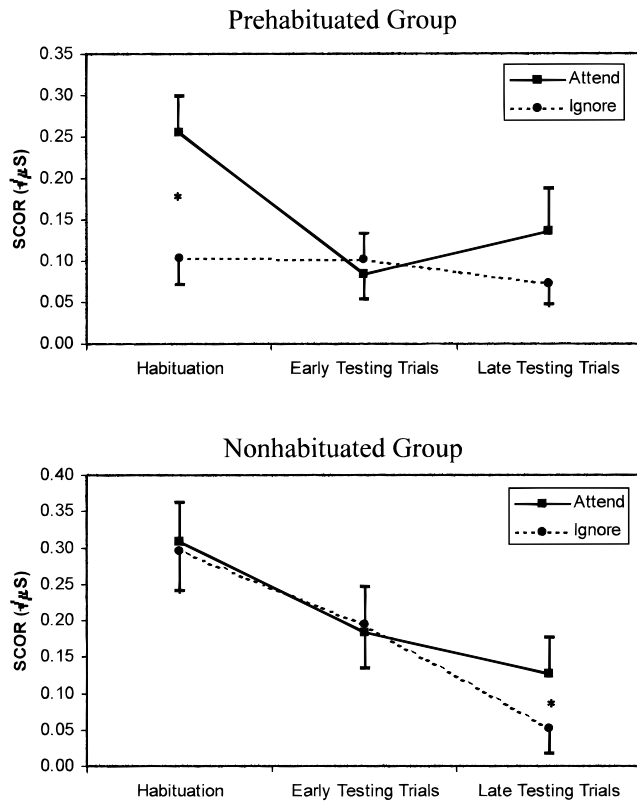 Prehabituated Group
0.35
0.30
0.25
0.20
0.15
0.10
0.05
0.00
SCOR (√μS)
Attend
Ignore
*
Habituation Early Testing Trials Late Testing Trials
Nonhabituated Group
0.40
0.35
0.30
0.25
0.20
0.15
0.10
0.05
0.00
SCOR (√μS)
Attend
Ignore
*
Habituation Early Testing Trials Late Testing Trials